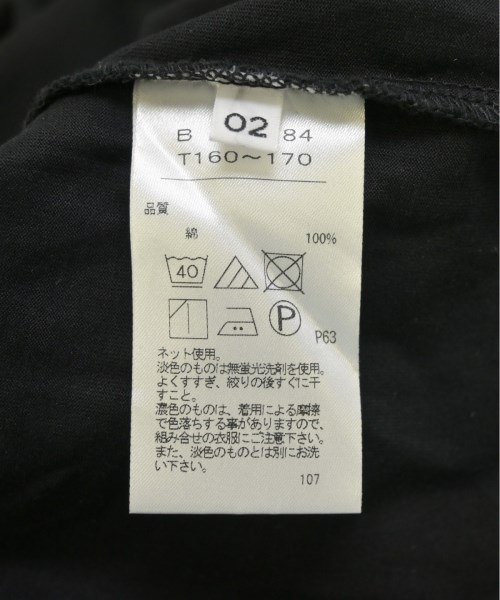 B 02 84
T160～170
品質
綿 100%
40
P
P63
ネット使用。
淡色のものは無蛍光洗剤を使用。
よくすすぎ、絞りの後すぐに干
すこと。
濃色のものは、着用による摩擦
で色落ちする事がありますので、
組み合せの衣服にご注意下さい。
また、淡色のものとは別にお洗
い下さい。
107